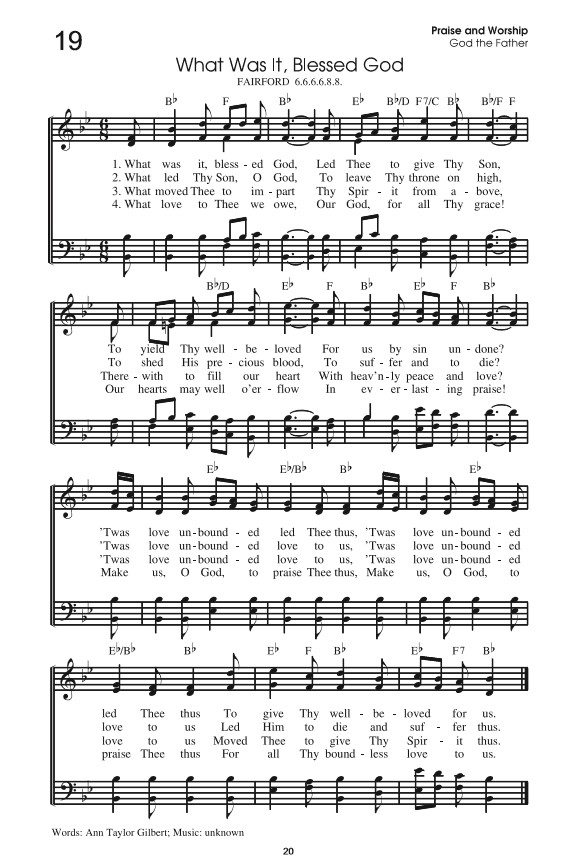 19
Praise and Worship
God the Father
What Was It, Blessed God
FAIRFORD 6.6.6.6.8.8.
B♭ F B♭ E♭ B♭/D F7/C B♭ B♭/F F
1. What was it, bless - ed God, Led Thee to give Thy Son,
2. What led Thy Son, O God, To leave Thy throne on high,
3. What moved Thee to im - part Thy Spir - it from a - bove,
4. What love to Thee we owe, Our God, for all Thy grace!
B♭/D E♭ F B♭ E♭ F B♭
To yield Thy well - be - loved For us by sin un - done?
To shed His pre - cious blood, To suf - fer and to die?
There - with to fill our heart With heav'n - ly peace and love?
Our hearts may well o'er - flow In ev - er - last - ing praise!
E♭ E♭/B♭ B♭ E♭
'Twas love un - bound - ed led Thee thus, 'Twas love un - bound - ed
'Twas love un - bound - ed love to us, 'Twas love un - bound - ed
'Twas love un - bound - ed love to us, 'Twas love un - bound - ed
Make us, O God, to praise Thee thus, Make us, O God, to
E♭/B♭ B♭ E♭ F B♭ E♭ F7 B♭
led Thee thus To give Thy well - be - loved for us.
love to us Led Him to die and suf - fer thus.
love to us Moved Thee to give Thy Spir - it thus.
praise Thee thus For all Thy bound - less love to us.
Words: Ann Taylor Gilbert; Music: unknown
20